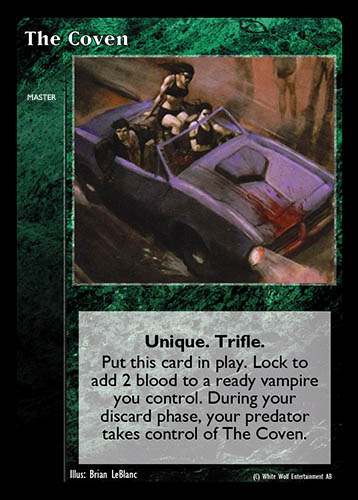 The Coven
MASTER
Unique. Trifle.
Put this card in play. Lock to
add 2 blood to a ready vampire
you control. During your
discard phase, your predator
takes control of The Coven.
Illus: Brian LeBlanc
(C) White Wolf Entertainment AB